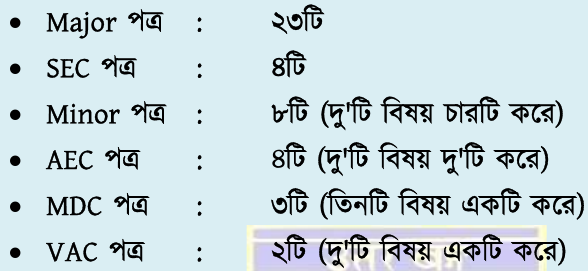 • Major পত্র : ২৩টি
• SEC পত্র : ৪টি
• Minor পত্র : ৮টি (দু'টি বিষয় চারটি করে)
• AEC পত্র : ৪টি (দু'টি বিষয় দু'টি করে)
• MDC পত্র : ৩টি (তিনটি বিষয় একটি করে)
• VAC পত্র : ২টি (দু'টি বিষয় একটি করে)